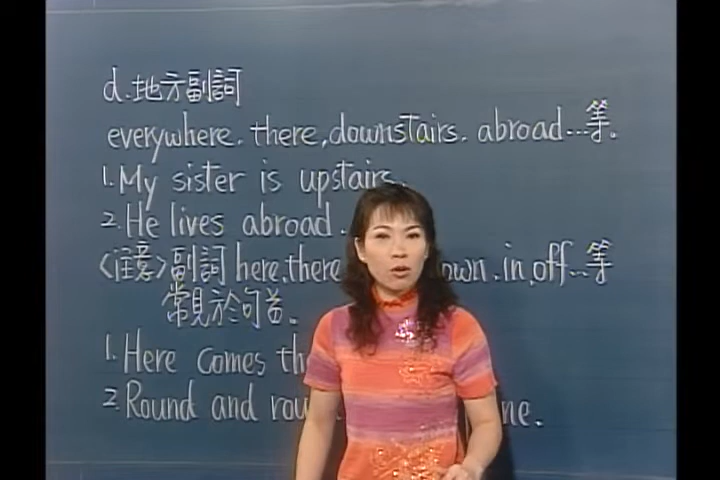 d.地方副詞
everywhere. there, downstairs. abroad...等。
1. My sister is upstairs.
2. He lives abroad.
<注意>副詞 here, there own. in, off...等
常見於句首。
1. Here comes th
2. Round and rou ne.